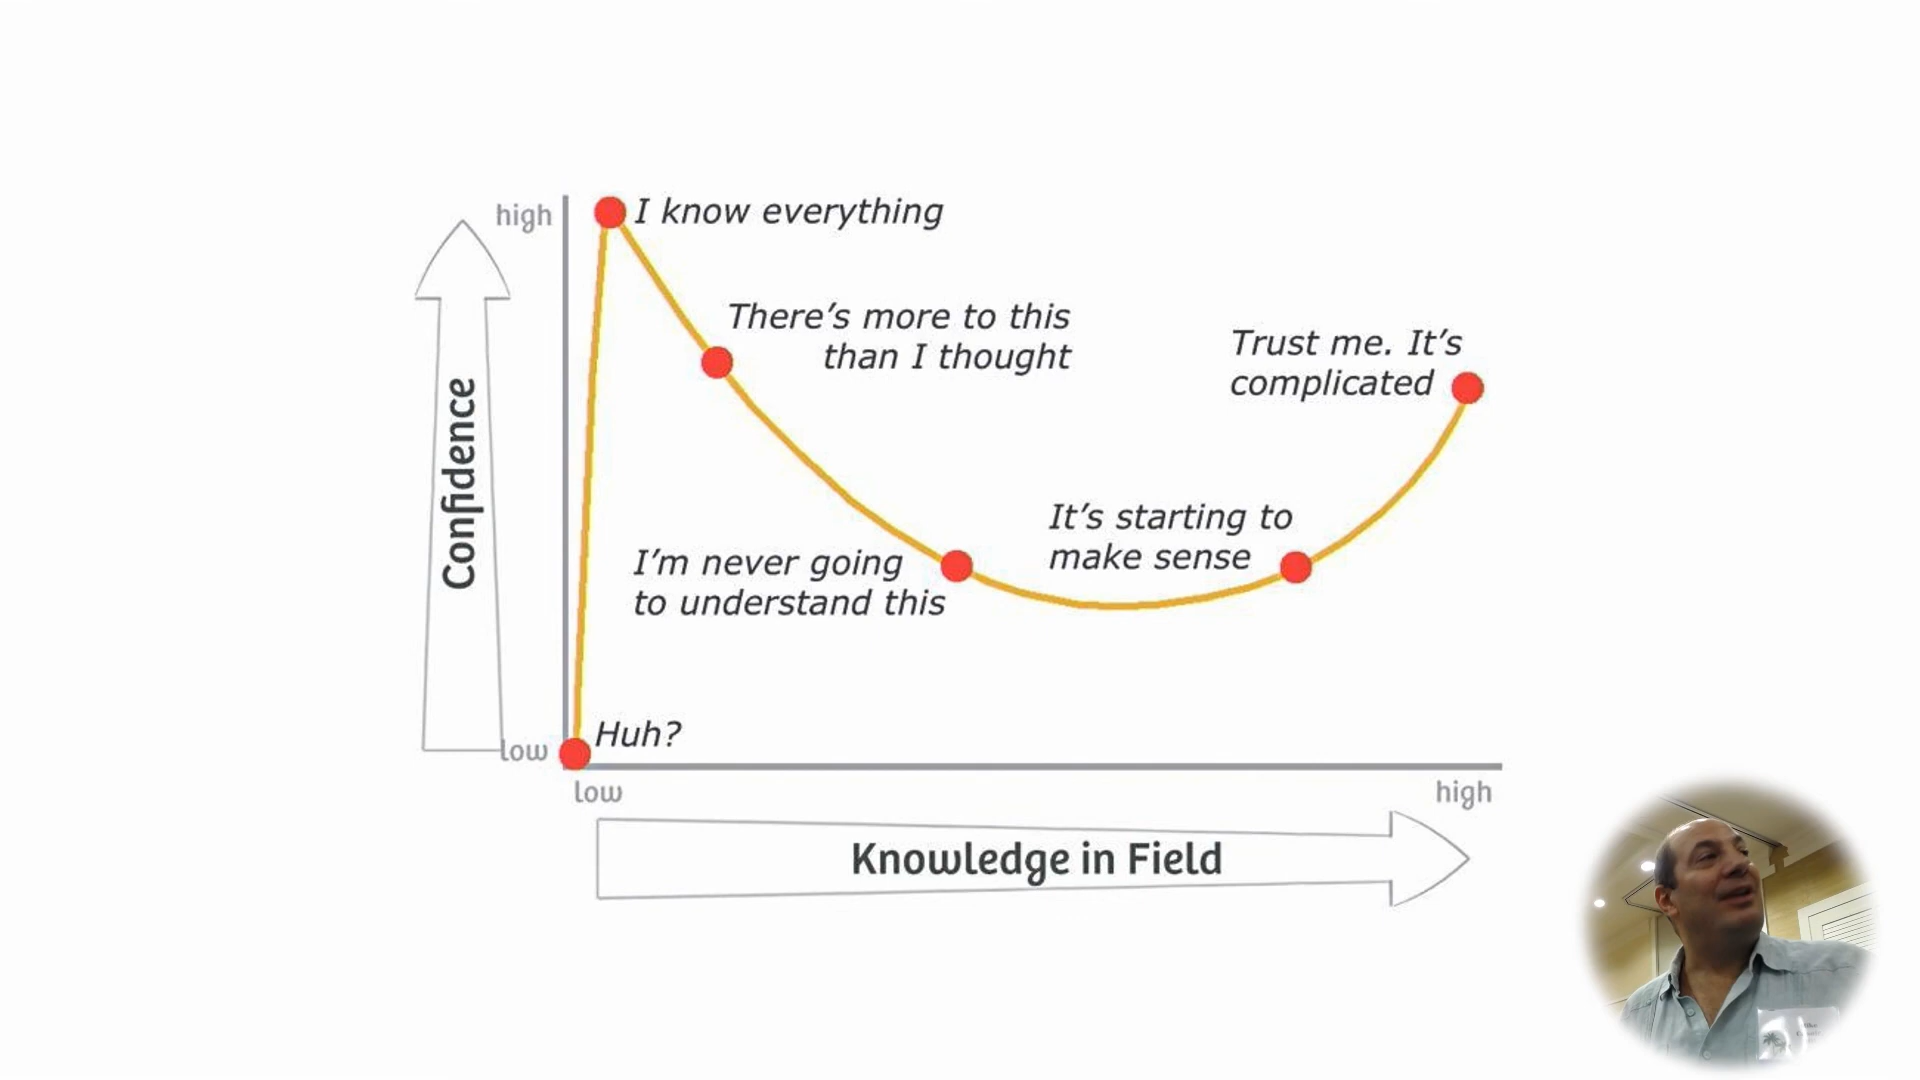 high
I know everything
There’s more to this
than I thought
Trust me. It’s
complicated
Confidence
It’s starting to
make sense
I’m never going
to understand this
Huh?
low
low
high
Knowledge in Field